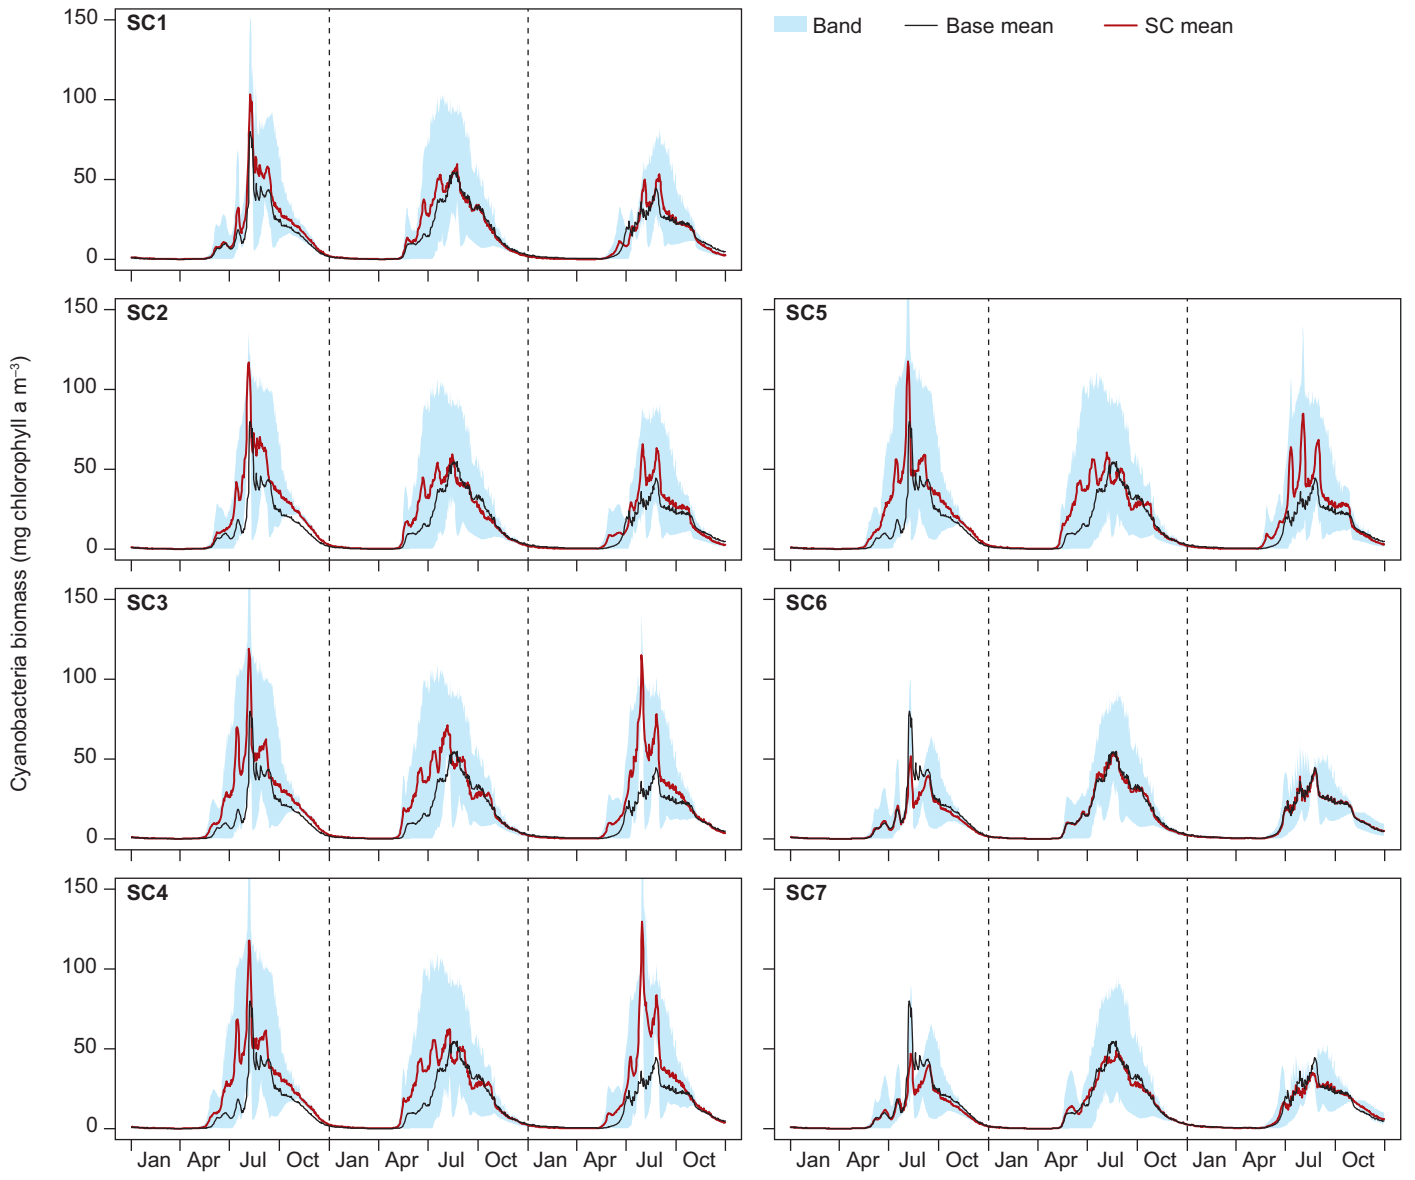 SC1
Band
Base mean
SC mean
150
100
50
0
SC2
150
100
50
0
SC5
Cyanobacteria biomass (mg chlorophyll a m⁻³)
SC3
150
100
50
0
SC6
SC4
150
100
50
0
SC7
Jan Apr Jul Oct Jan Apr Jul Oct Jan Apr Jul Oct
Jan Apr Jul Oct Jan Apr Jul Oct Jan Apr Jul Oct